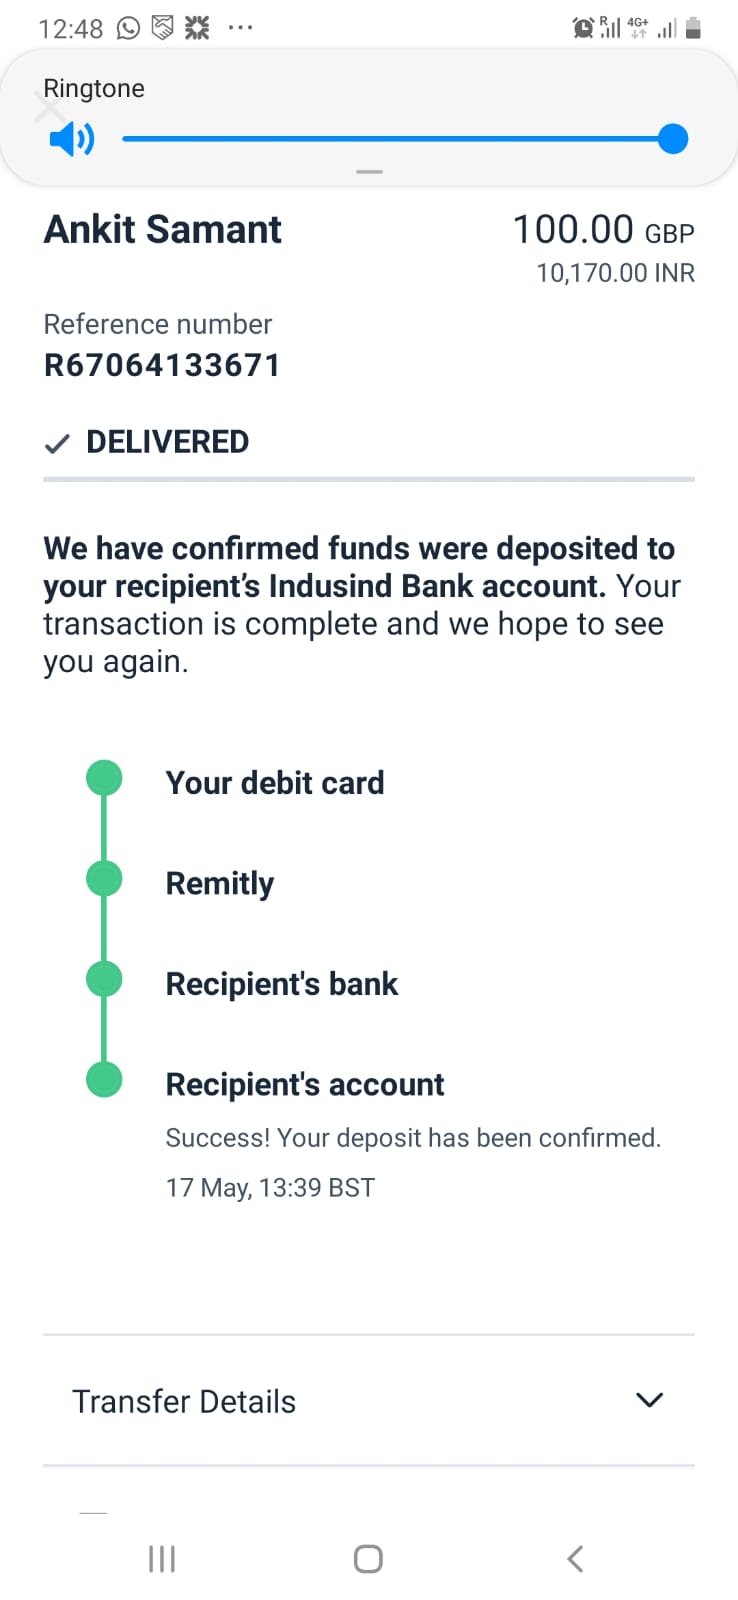 12:48
R
4G+
Ringtone
Ankit Samant
100.00 GBP
10,170.00 INR
Reference number
R67064133671
DELIVERED
We have confirmed funds were deposited to
your recipient's Indusind Bank account. Your
transaction is complete and we hope to see
you again.
Your debit card
Remitly
Recipient's bank
Recipient's account
Success! Your deposit has been confirmed.
17 May, 13:39 BST
Transfer Details